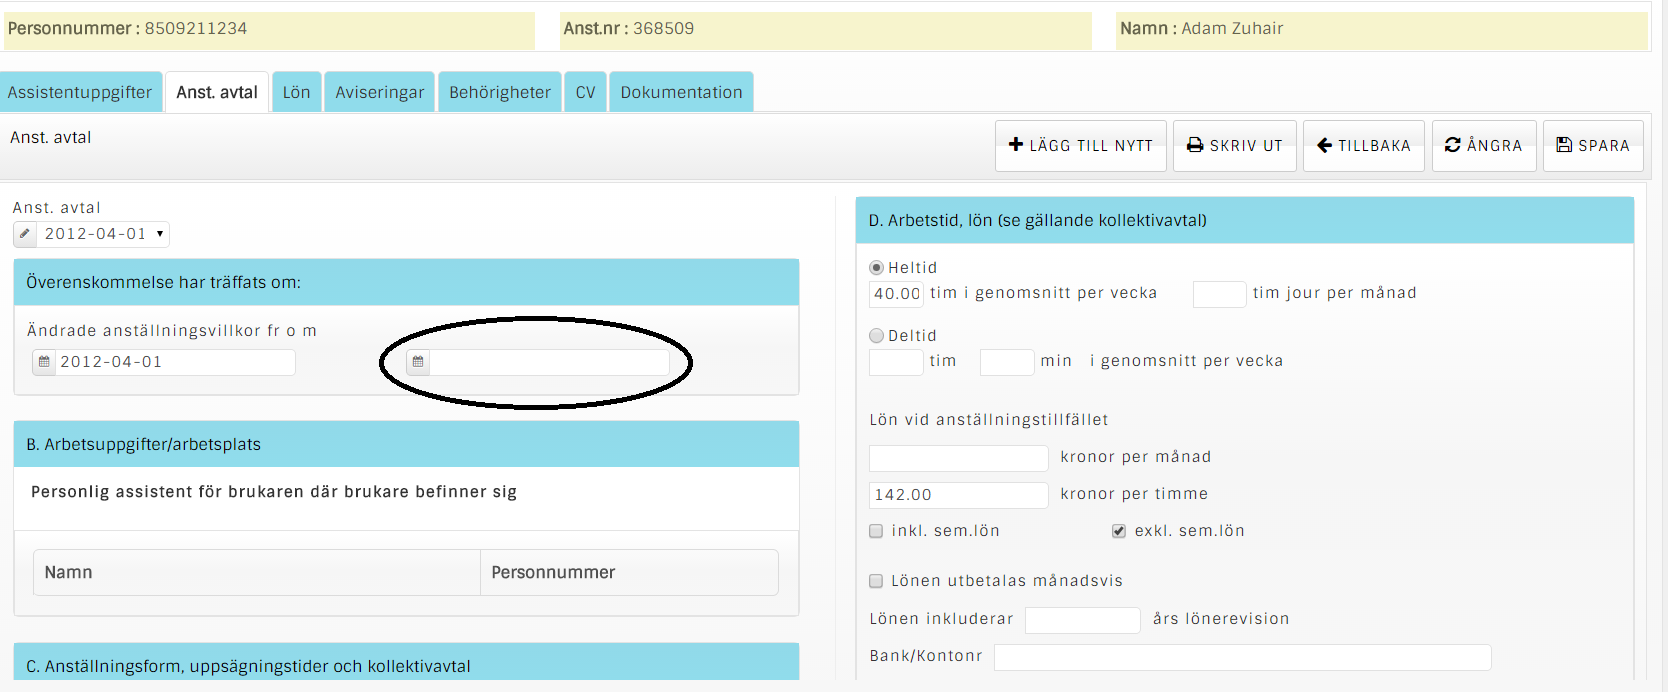 Personnummer : 8509211234
Anst.nr : 368509
Namn : Adam Zuhair
Assistentuppgifter
Anst. avtal
Lön
Aviseringar
Behörigheter
CV
Dokumentation
Anst. avtal
LÄGG TILL NYTT
SKRIV UT
TILLBAKA
ÅNGRA
SPARA
Anst. avtal
2012-04-01
Överenskommelse har träffats om:
Ändrade anställningsvillkor fr o m
2012-04-01
B. Arbetsuppgifter/arbetsplats
Personlig assistent för brukaren där brukare befinner sig
Namn
Personnummer
C. Anställningsform, uppsägningstider och kollektivavtal
D. Arbetstid, lön (se gällande kollektivavtal)
Heltid
40.00 tim i genomsnitt per vecka
tim jour per månad
Deltid
tim
min
i genomsnitt per vecka
Lön vid anställningstillfället
kronor per månad
142.00 kronor per timme
inkl. sem.lön
exkl. sem.lön
Lönen utbetalas månadsvis
Lönen inkluderar
års lönerevision
Bank/Kontonr